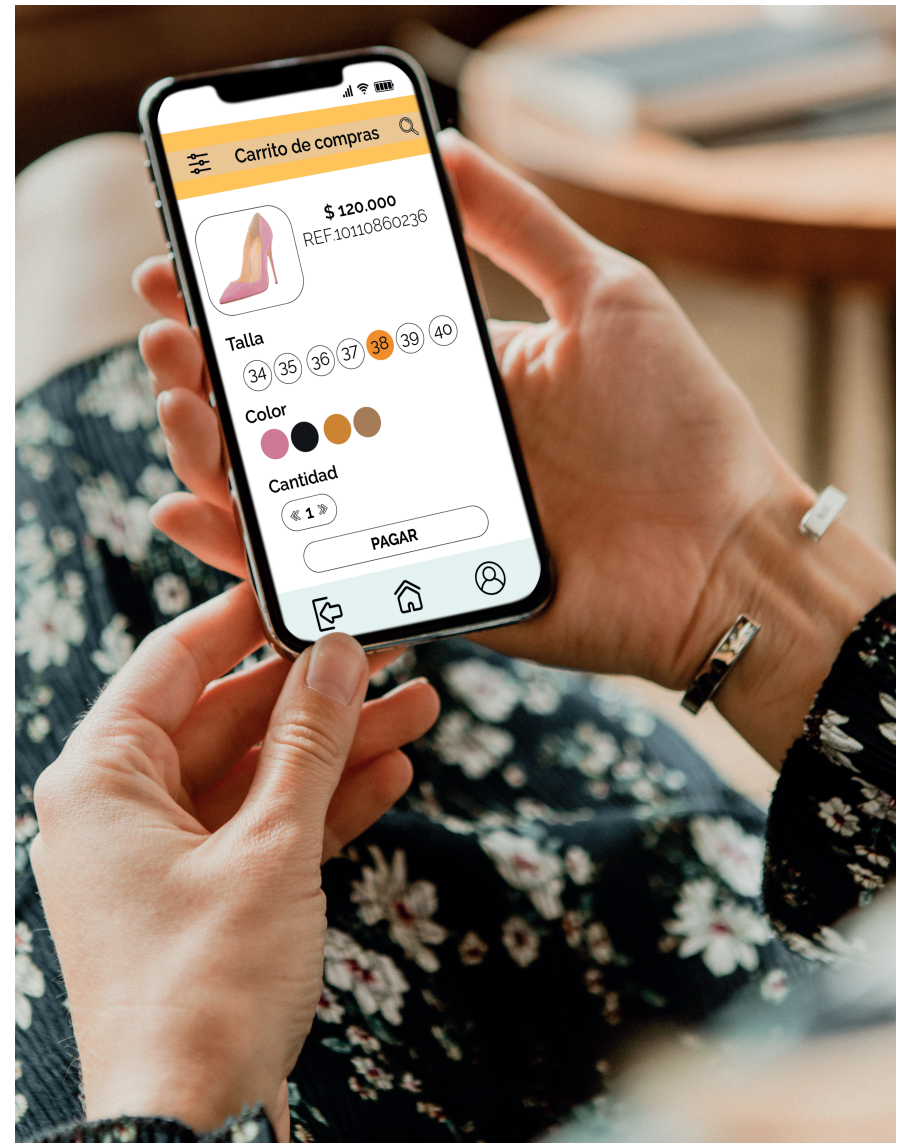 Carrito de compras
$ 120.000
REF.10110860236
Talla
34 35 36 37 38 39 40
Color
Cantidad
« 1 »
PAGAR